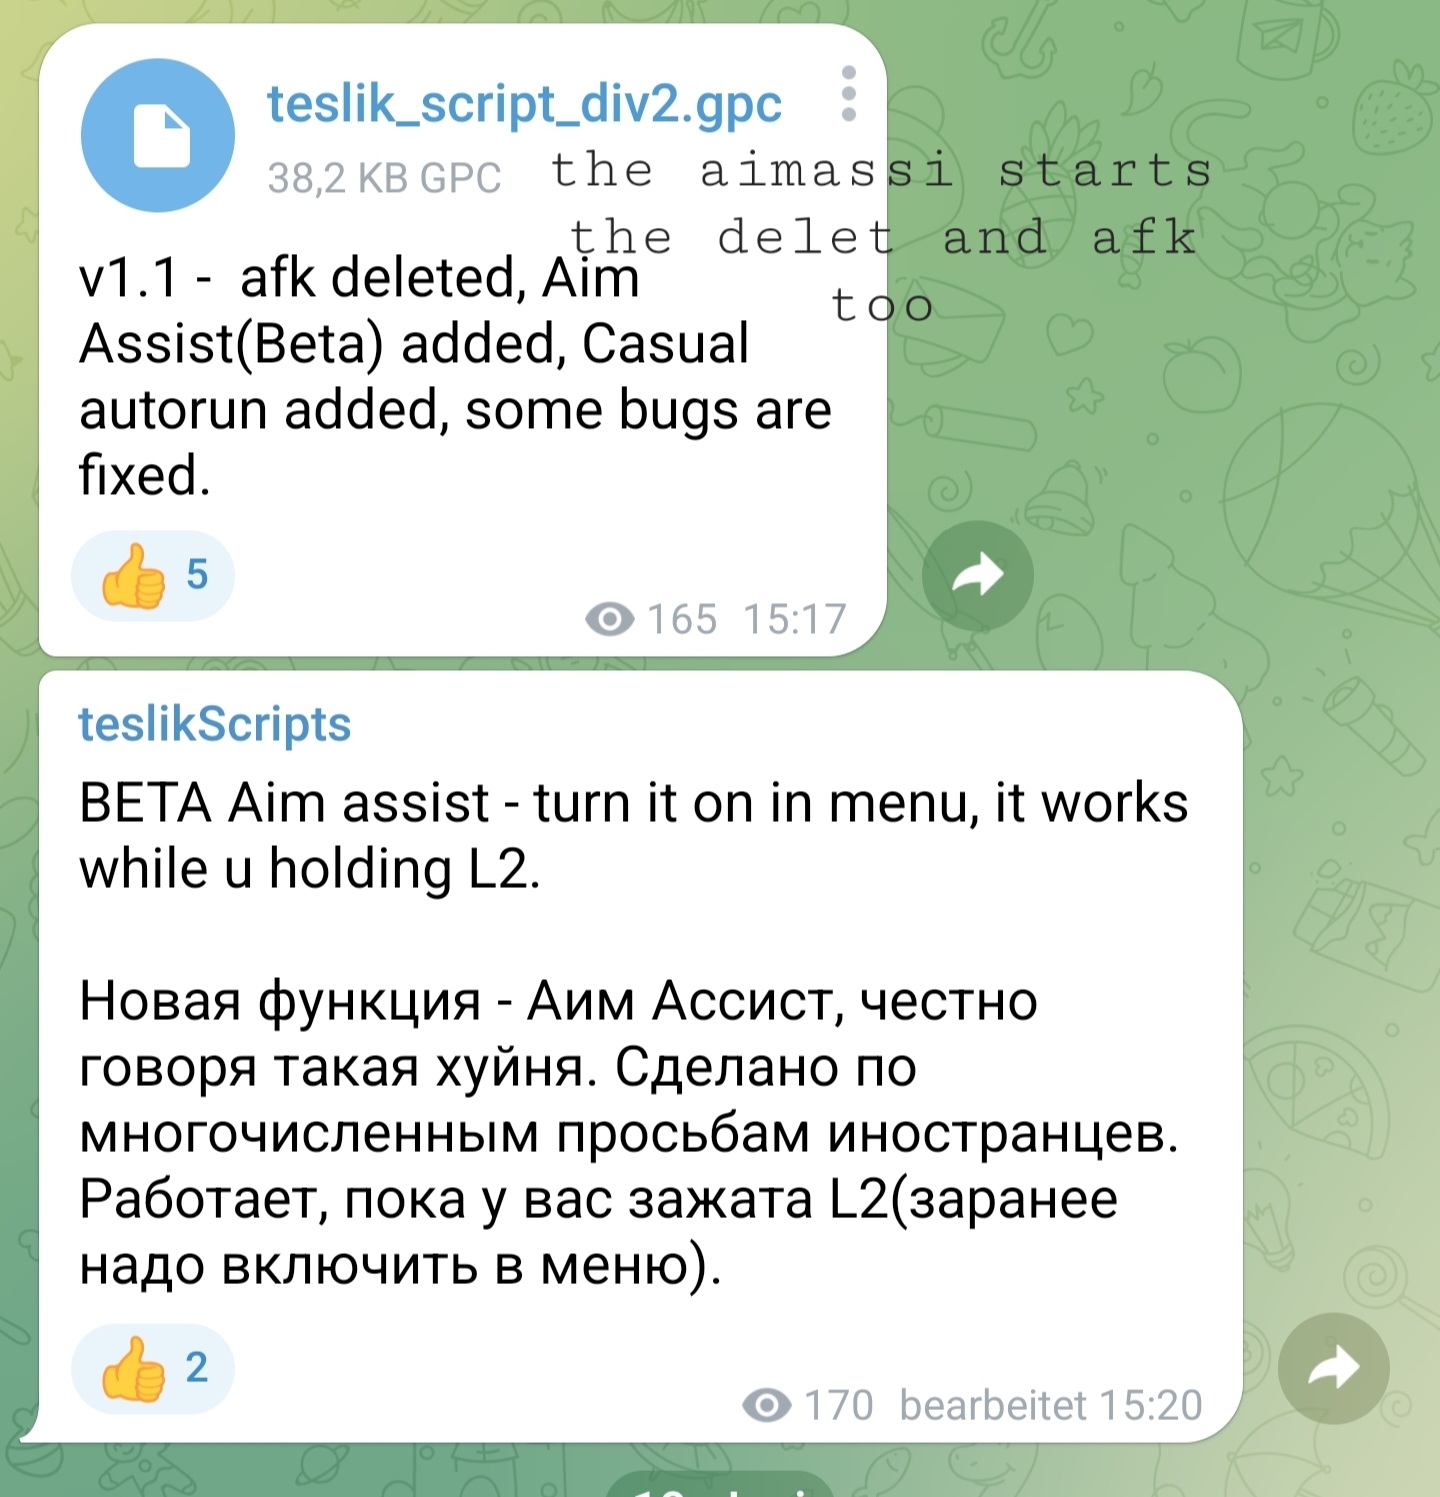 teslik_script_div2.gpc
38,2 KB GPC
the aimassi starts
the delet and afk
too
v1.1 - afk deleted, Aim
Assist(Beta) added, Casual
autorun added, some bugs are
fixed.
👍 5
165 15:17
teslikScripts
BETA Aim assist - turn it on in menu, it works
while u holding L2.
Новая функция - Аим Ассист, честно
говоря такая хуйня. Сделано по
многочисленным просьбам иностранцев.
Работает, пока у вас зажата L2(заранее
надо включить в меню).
👍 2
170 bearbeitet 15:20